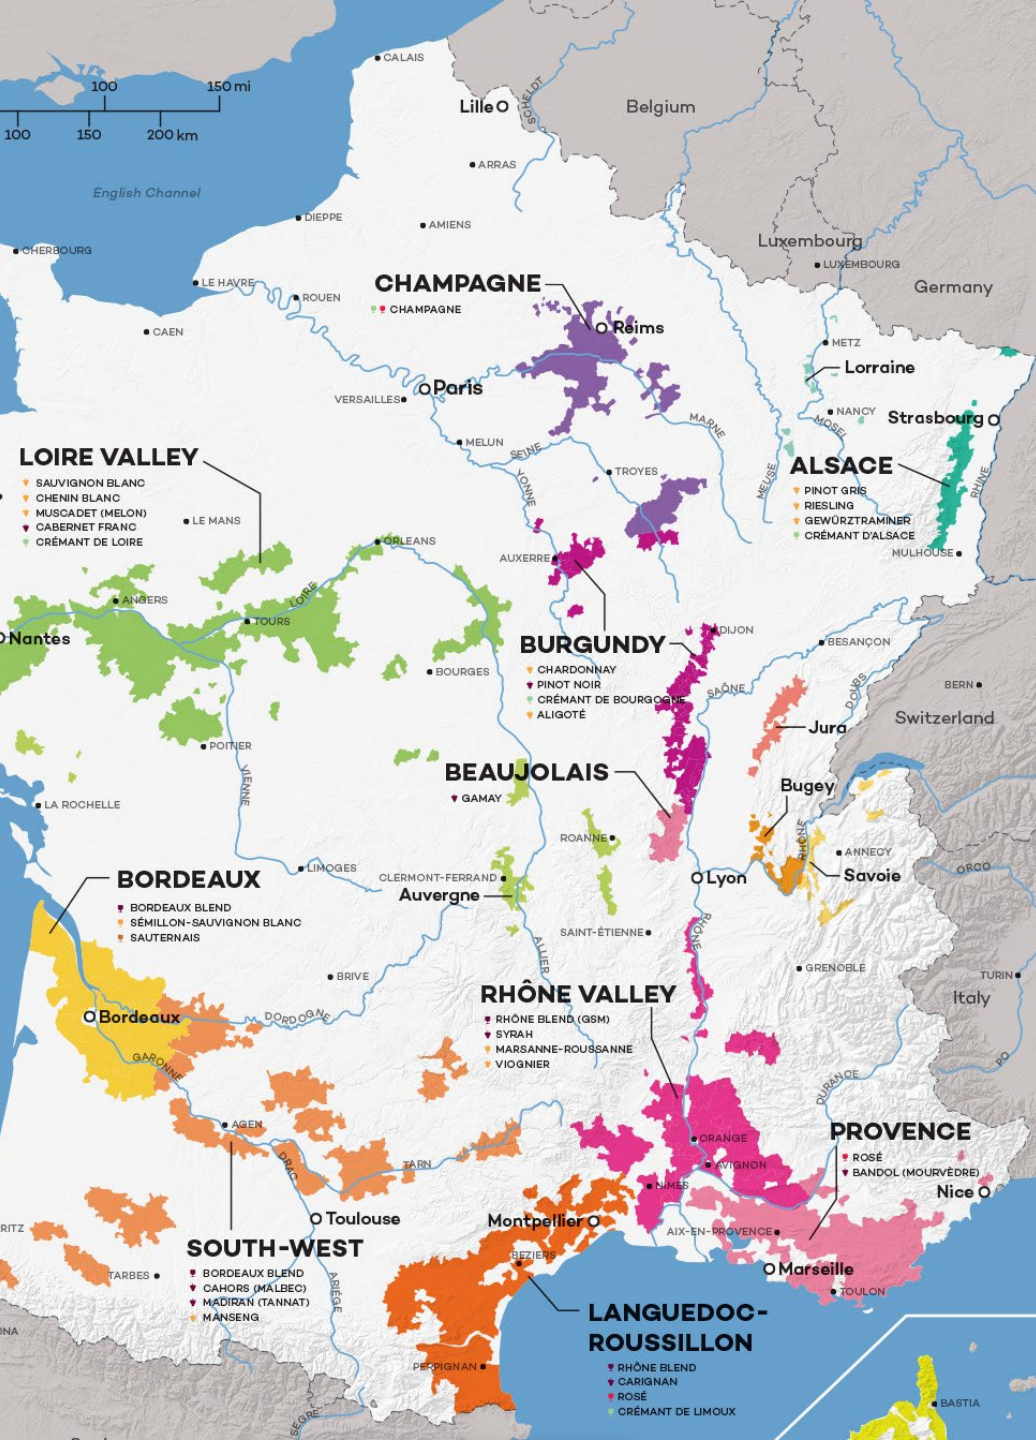 CALAIS
100
150 mi
Lille
SCHELDT
Belgium
100
150
200 km
ARRAS
English Channel
DIEPPE
AMIENS
CHERBOURG
Luxembourg
LUXEMBOURG
Germany
LE HAVRE
ROUEN
CHAMPAGNE
CHAMPAGNE
CAEN
Reims
METZ
Lorraine
Paris
VERSAILLES
NANCY
Strasbourg
MARNE
MOSEL
MELUN
SEINE
LOIRE VALLEY
SAUVIGNON BLANC
CHENIN BLANC
MUSCADET (MELON)
CABERNET FRANC
CRÉMANT DE LOIRE
YONNE
TROYES
MEUSE
ALSACE
PINOT GRIS
RIESLING
GEWÜRZTRAMINER
CRÉMANT D'ALSACE
RHINE
LE MANS
ORLEANS
AUXERRE
MULHOUSE
ANGERS
LOIRE
TOURS
Nantes
DIJON
BESANÇON
BURGUNDY
CHARDONNAY
PINOT NOIR
CRÉMANT DE BOURGOGNE
ALIGOTÉ
BOURGES
SAÔNE
DOUBS
BERN
Switzerland
Jura
POITIER
VIENNE
BEAUJOLAIS
GAMAY
Bugey
LA ROCHELLE
ROANNE
RHÔNE
ANNECY
LIMOGES
CLERMONT-FERRAND
Auvergne
Lyon
Savoie
ORCO
BORDEAUX
BORDEAUX BLEND
SÉMILLON-SAUVIGNON BLANC
SAUTERNAIS
SAINT-ÉTIENNE
RHÔNE
ALLIER
BRIVE
GRENOBLE
TURIN
Italy
RHÔNE VALLEY
RHÔNE BLEND (GSM)
SYRAH
MARSANNE-ROUSSANNE
VIOGNIER
Bordeaux
DORDOGNE
GARONNE
PO
DURANCE
AGEN
ORANGE
PROVENCE
ROSÉ
BANDOL (MOURVÈDRE)
DRAC
TARN
AVIGNON
NIMES
Nice
RITZ
Toulouse
Montpellier
AIX-EN-PROVENCE
SOUTH-WEST
BORDEAUX BLEND
CAHORS (MALBEC)
MADIRAN (TANNAT)
MANSENG
BEZIERS
TARBES
Marseille
TOULON
ARIÉGE
LANGUEDOC-
ROUSSILLON
RHÔNE BLEND
CARIGNAN
ROSÉ
CRÉMANT DE LIMOUX
ONA
PERPIGNAN
SEGRE
BASTIA